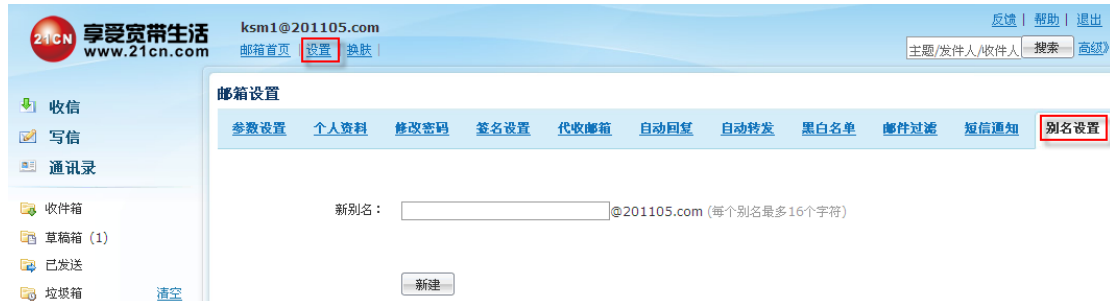 21CN 享受宽带生活
www.21cn.com
ksm1@201105.com
邮箱首页 | 设置 | 换肤 |
反馈 | 帮助 | 退出
主题/发件人/收件人 搜索 高级》
收信
写信
通讯录
收件箱
草稿箱 (1)
已发送
垃圾箱 清空
邮箱设置
参数设置 个人资料 修改密码 签名设置 代收邮箱 自动回复 自动转发 黑白名单 邮件过滤 短信通知 别名设置
新别名： @201105.com (每个别名最多16个字符)
新建